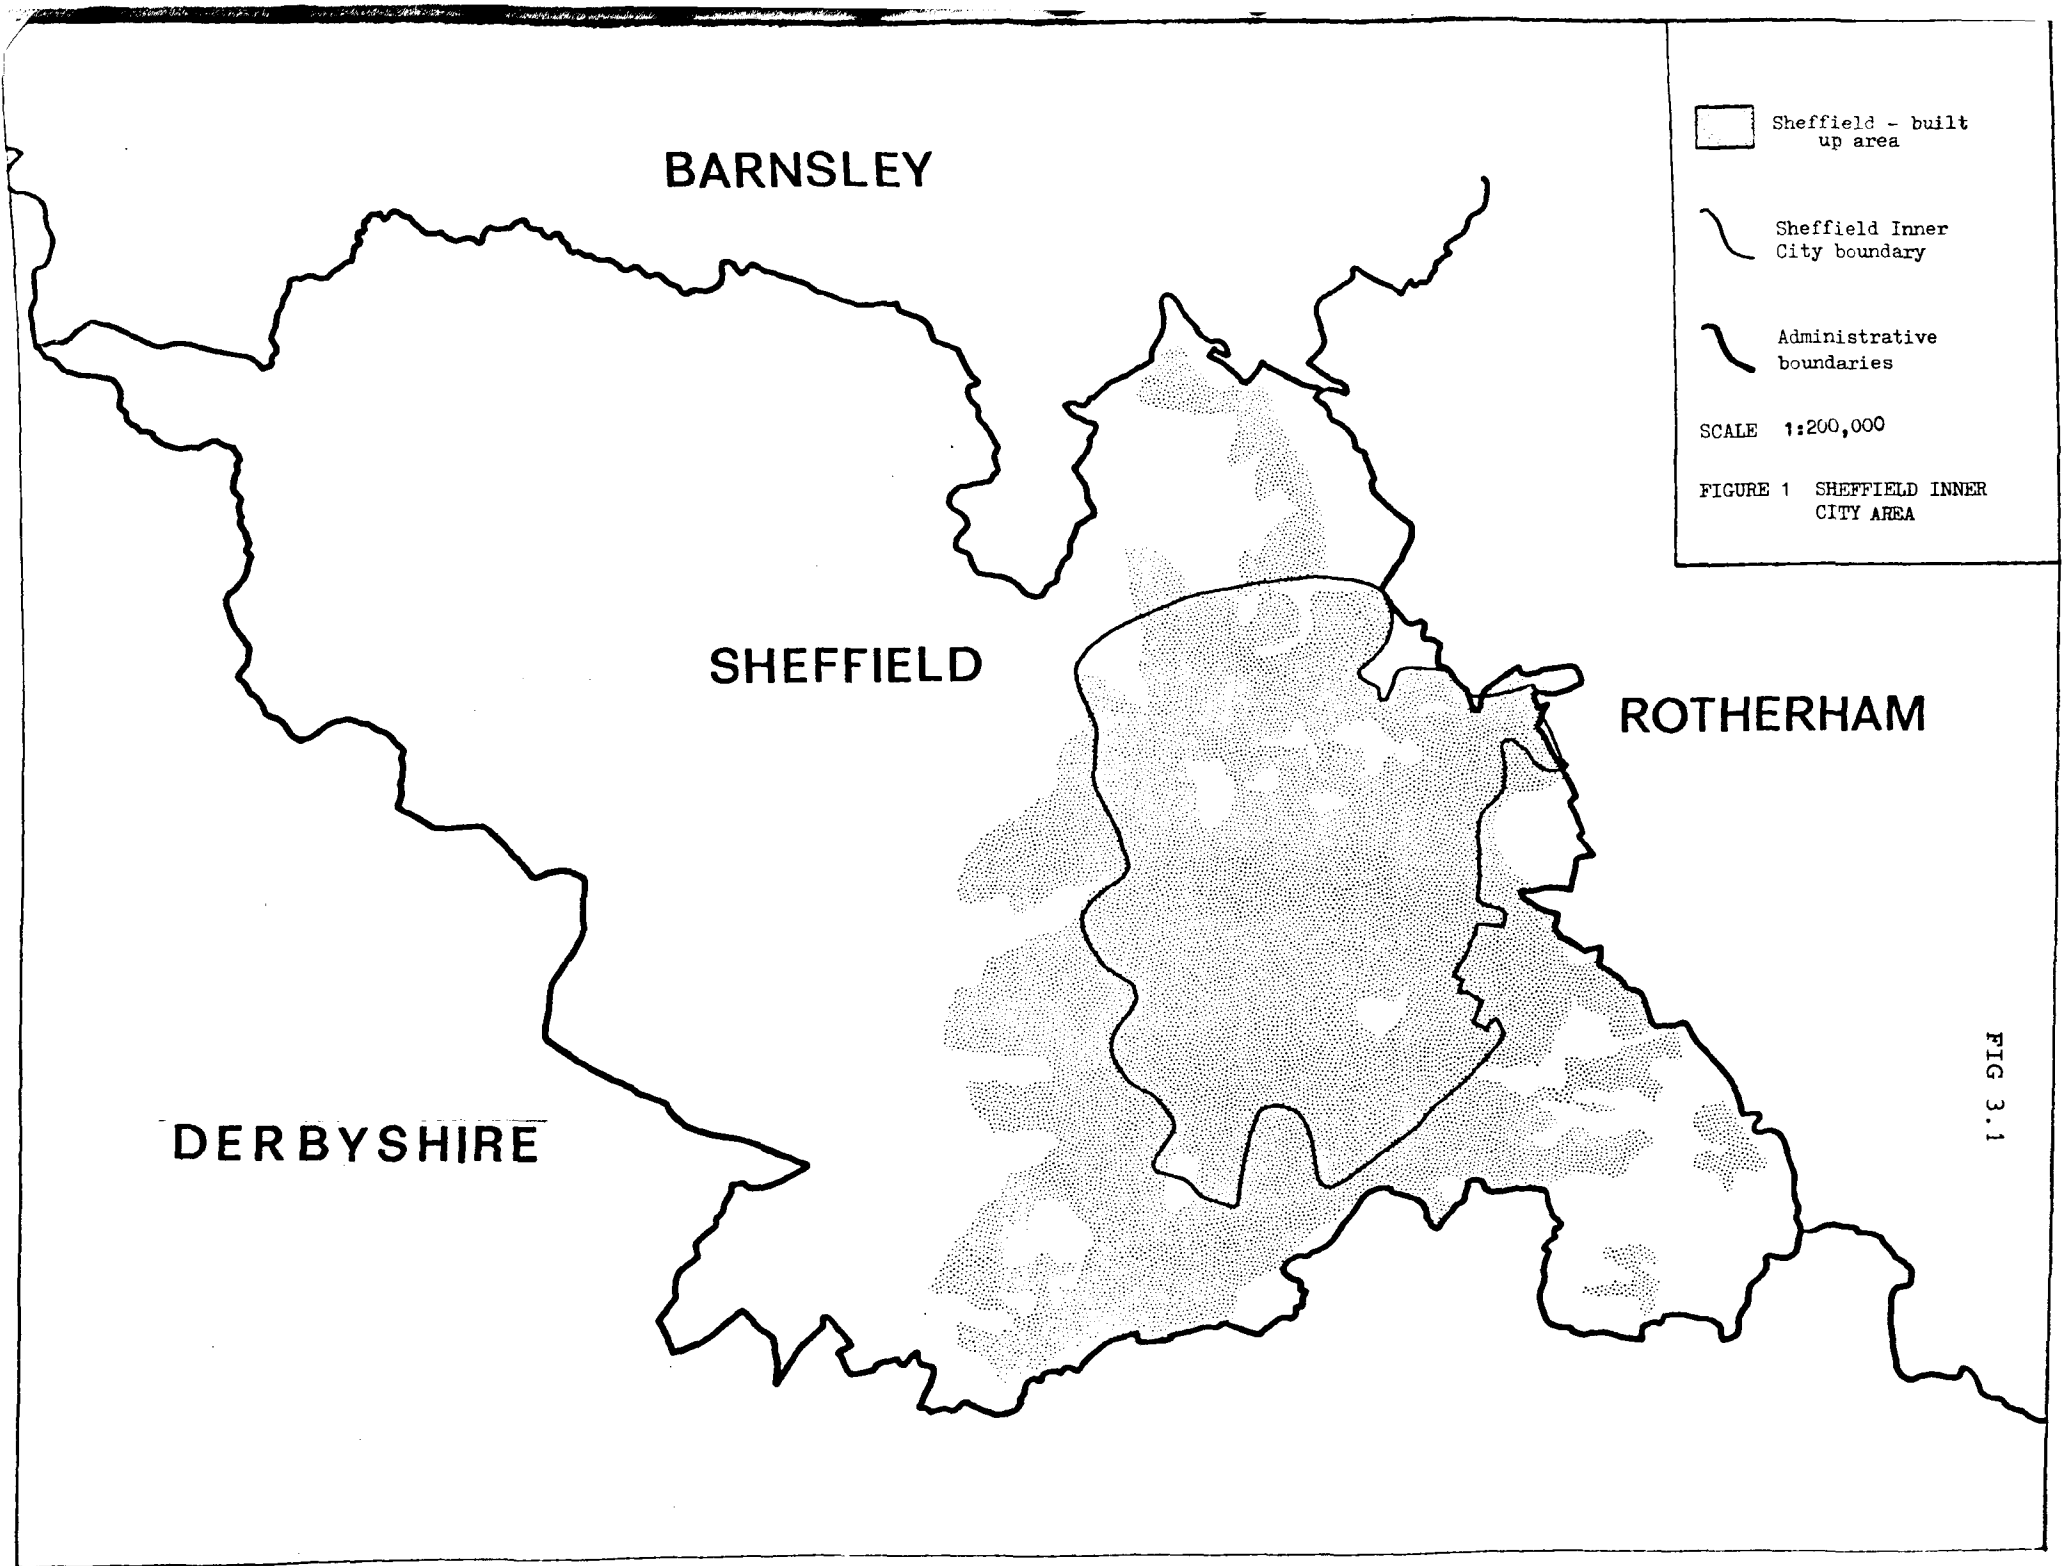 BARNSLEY
SHEFFIELD
ROTHERHAM
DERBYSHIRE
Sheffield - built
up area
Sheffield Inner
City boundary
Administrative
boundaries
SCALE 1:200,000
FIGURE 1 SHEFFIELD INNER
CITY AREA
FIG 3.1